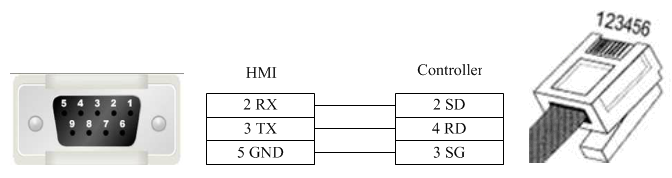 123456
HMI
Controller
5 4 3 2 1
9 8 7 6
2 RX
2 SD
3 TX
4 RD
5 GND
3 SG